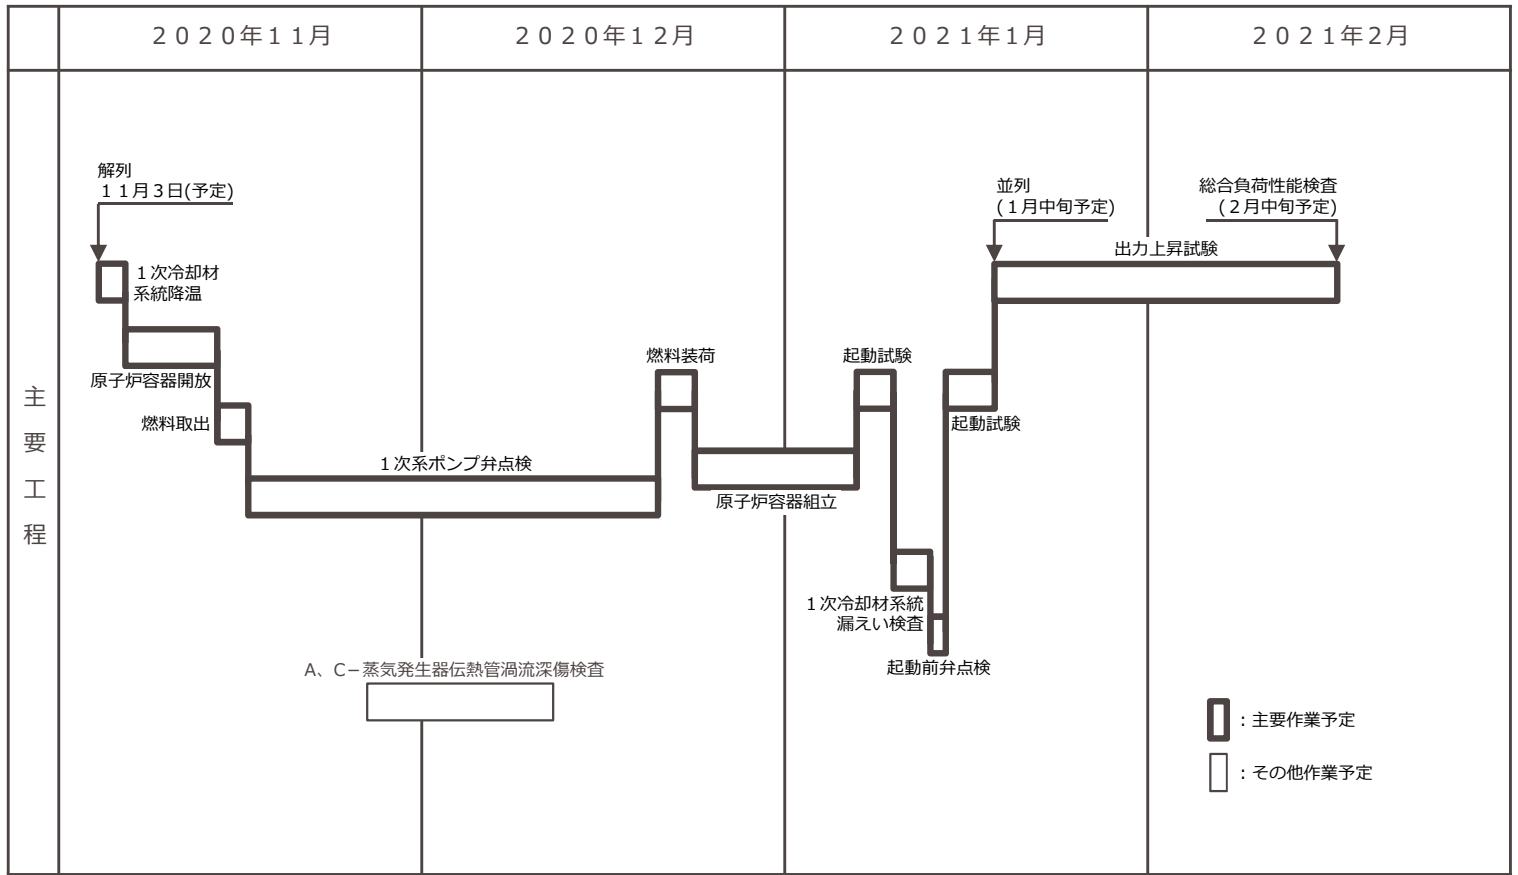 ２０２０年１１月
２０２０年１２月
２０２１年１月
２０２１年２月
主要工程
解列
１１月３日(予定)
並列
(１月中旬予定)
総合負荷性能検査
(２月中旬予定)
出力上昇試験
１次冷却材
系統降温
原子炉容器開放
燃料取出
１次系ポンプ弁点検
燃料装荷
原子炉容器組立
起動試験
起動試験
１次冷却材系統
漏えい検査
起動前弁点検
A、C－蒸気発生器伝熱管渦流深傷検査
：主要作業予定
：その他作業予定